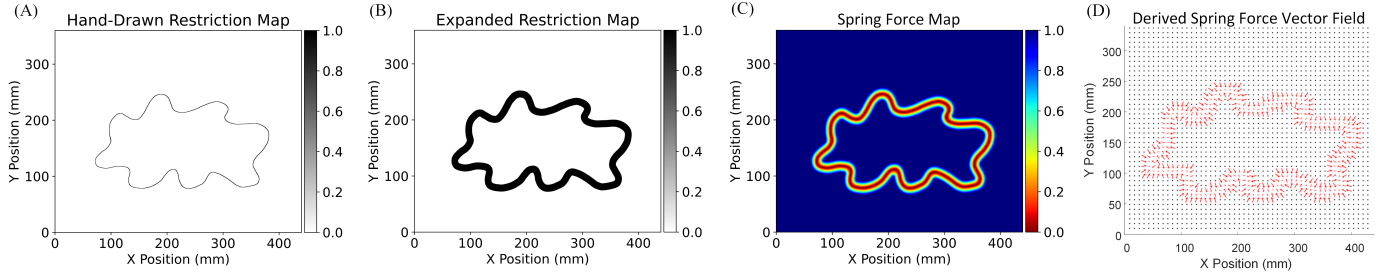 (A)
Hand-Drawn Restriction Map
Y Position (mm)
300
200
100
0
0 100 200 300 400
X Position (mm)
1.0
0.8
0.6
0.4
0.2
0.0
(B)
Expanded Restriction Map
Y Position (mm)
300
200
100
0
0 100 200 300 400
X Position (mm)
1.0
0.8
0.6
0.4
0.2
0.0
(C)
Spring Force Map
Y Position (mm)
300
200
100
0
0 100 200 300 400
X Position (mm)
1.0
0.8
0.6
0.4
0.2
0.0
(D)
Derived Spring Force Vector Field
Y Position (mm)
300
250
200
150
100
50
0
0 100 200 300 400
X Position (mm)